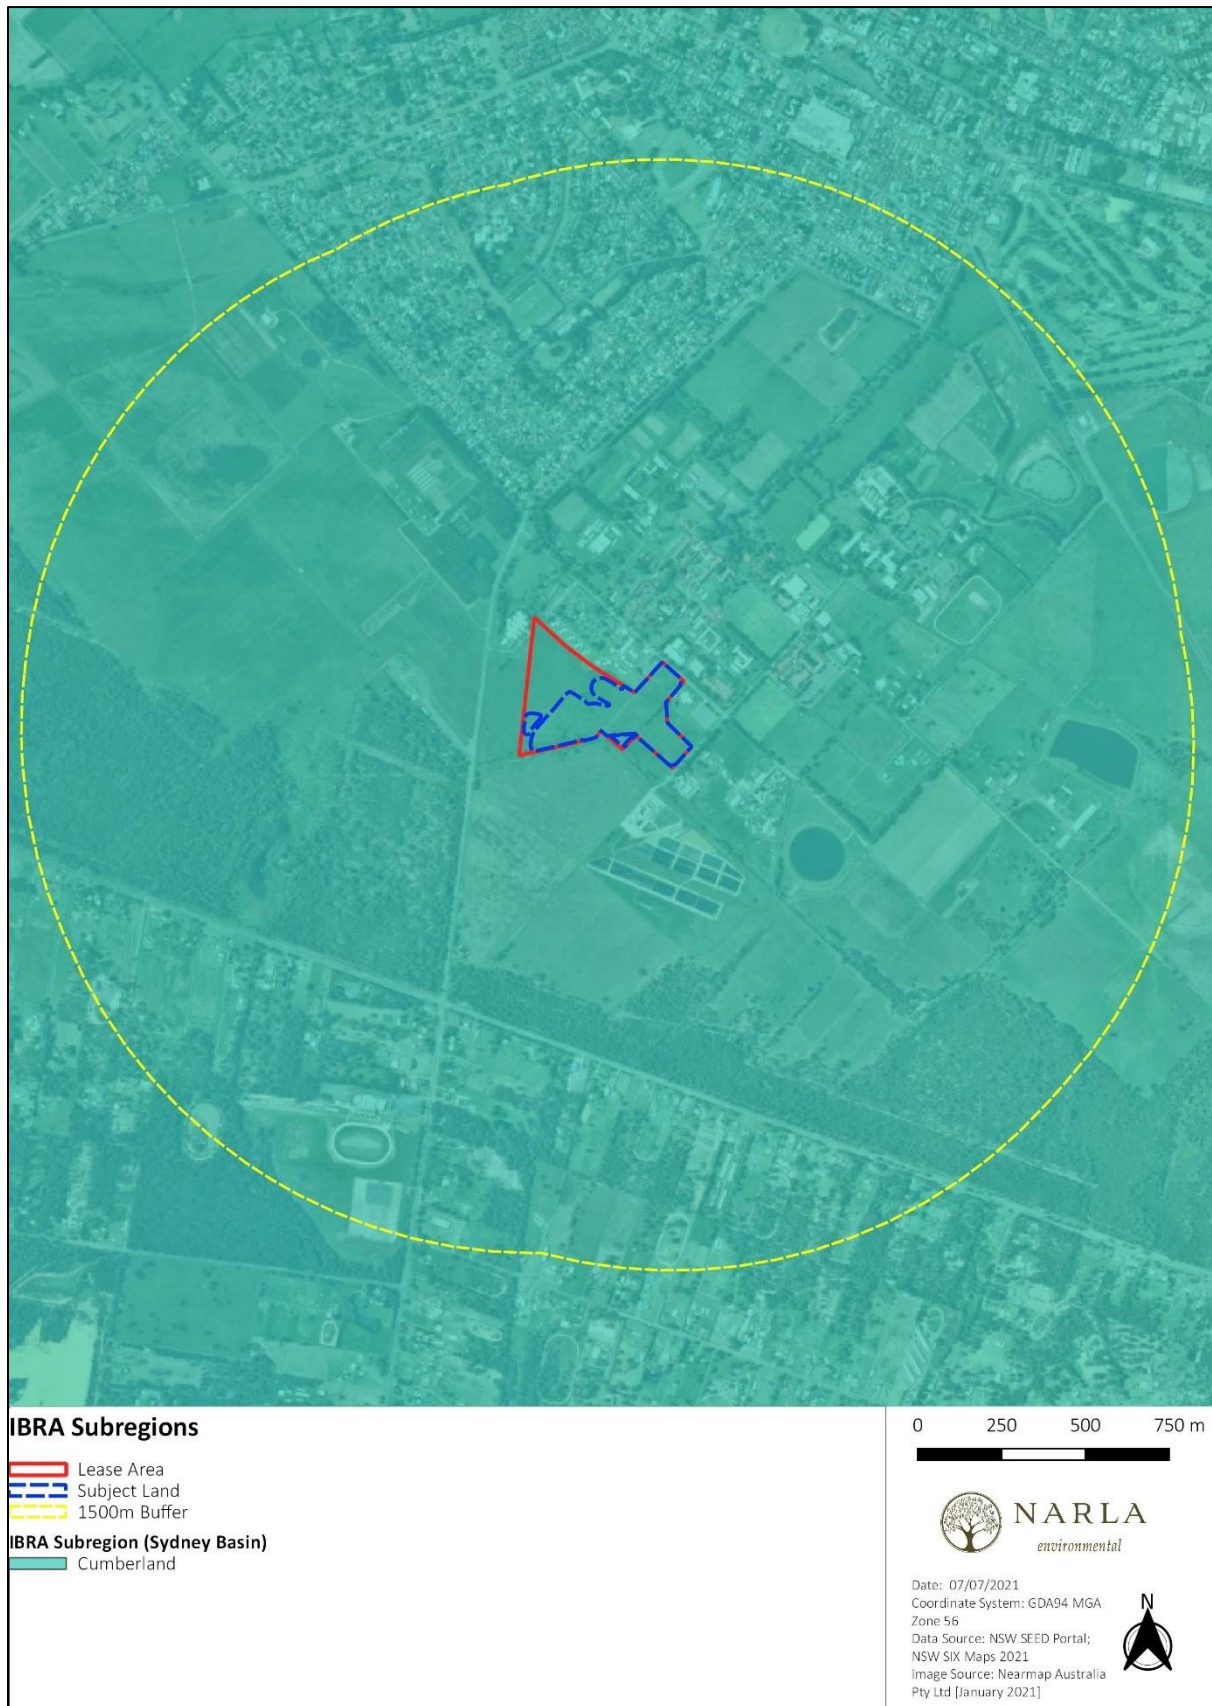 IBRA Subregions
Lease Area
Subject Land
1500m Buffer
IBRA Subregion (Sydney Basin)
Cumberland
0 250 500 750 m
NARLA
environmental
Date: 07/07/2021
Coordinate System: GDA94 MGA
Zone 56
Data Source: NSW SEED Portal;
NSW SIX Maps 2021
Image Source: Nearmap Australia
Pty Ltd [January 2021]
N